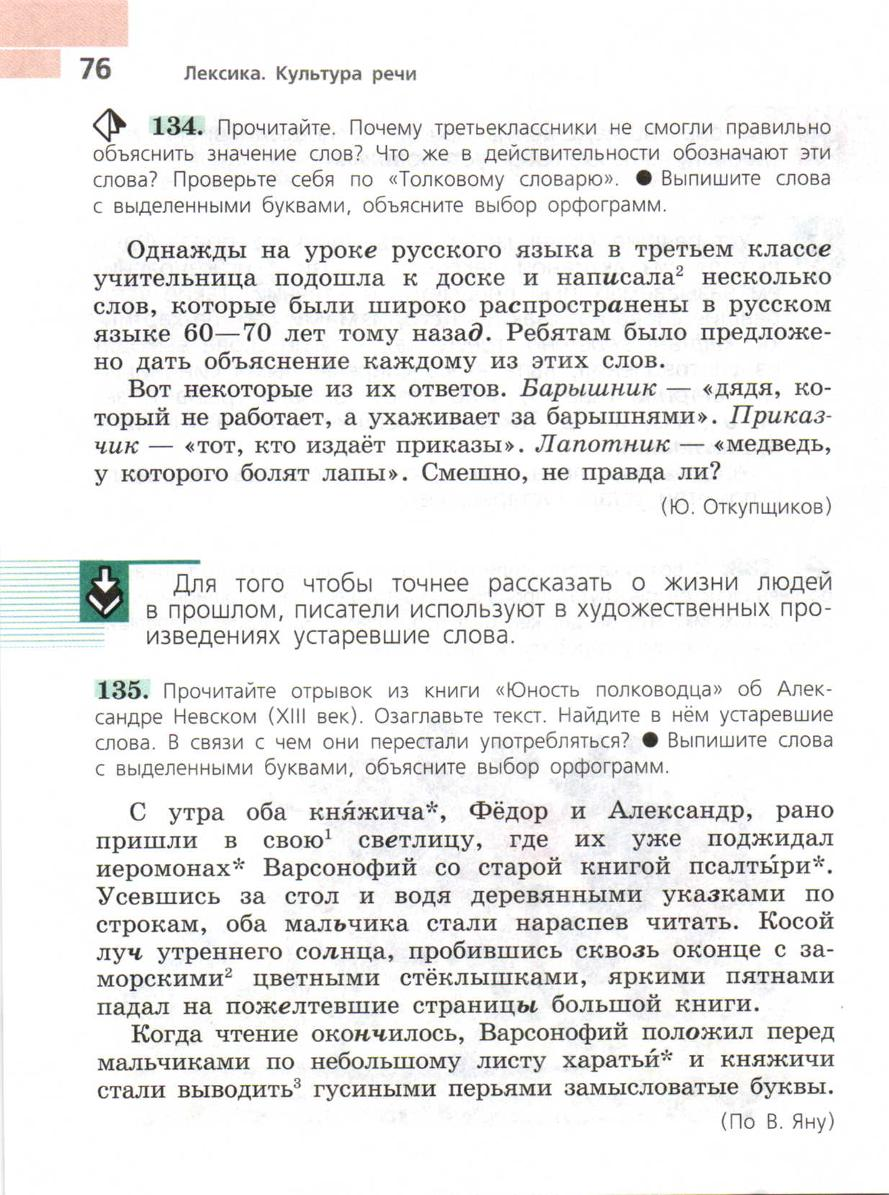 76 Лексика. Культура речи
134. Прочитайте. Почему третьеклассники не смогли правильно
объяснить значение слов? Что же в действительности обозначают эти
слова? Проверьте себя по «Толковому словарю». ● Выпишите слова
с выделенными буквами, объясните выбор орфограмм.
Однажды на уроке русского языка в третьем классе
учительница подошла к доске и написала² несколько
слов, которые были широко распространены в русском
языке 60—70 лет тому назад. Ребятам было предложе-
но дать объяснение каждому из этих слов.
Вот некоторые из их ответов. Барышник — «дядя, ко-
торый не работает, а ухаживает за барышнями». Приказ-
чик — «тот, кто издаёт приказы». Лапотник — «медведь,
у которого болят лапы». Смешно, не правда ли?
(Ю. Откупщиков)
Для того чтобы точнее рассказать о жизни людей
в прошлом, писатели используют в художественных про-
изведениях устаревшие слова.
135. Прочитайте отрывок из книги «Юность полководца» об Алек-
сандре Невском (XIII век). Озаглавьте текст. Найдите в нём устаревшие
слова. В связи с чем они перестали употребляться? ● Выпишите слова
с выделенными буквами, объясните выбор орфограмм.
С утра оба кня́жича*, Фёдор и Александр, рано
пришли в свою¹ светлицу, где их уже поджидал
иеромонах* Варсонофий со старой книгой псалты́ри*.
Усевшись за стол и водя деревянными указками по
строкам, оба мальчика стали нараспев читать. Косой
луч утреннего солнца, пробившись сквозь оконце с за-
морскими² цветными стёклышками, яркими пятнами
падал на пожелтевшие страницы большой книги.
Когда чтение окончилось, Варсонофий положил перед
мальчиками по небольшому листу харатьи́* и княжичи
стали выводить³ гусиными перьями замысловатые буквы.
(По В. Яну)